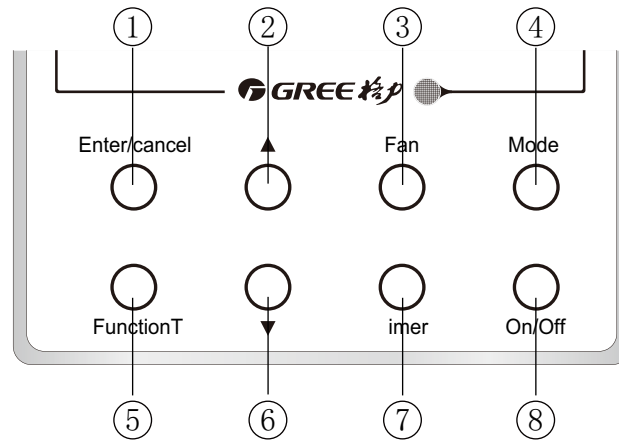 ① ② ③ ④
GREE 格力
Enter/cancel ▲ Fan Mode
FunctionT ▼ imer On/Off
⑤ ⑥ ⑦ ⑧